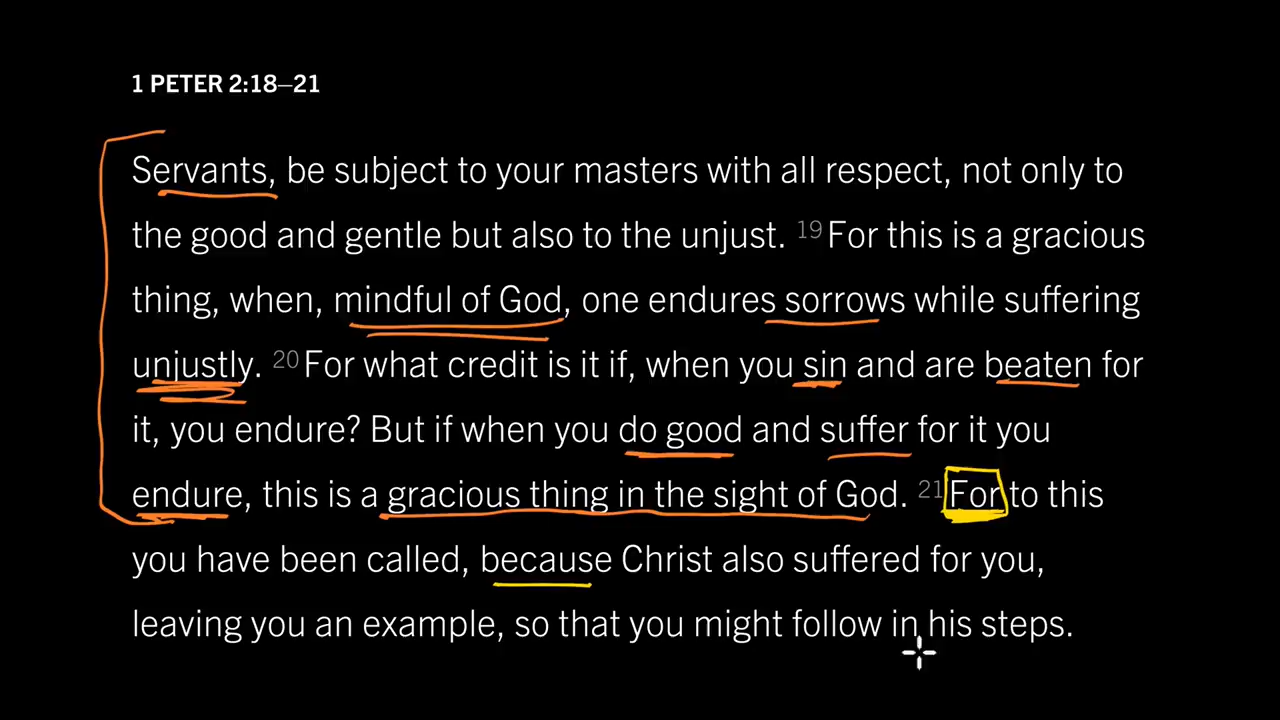 1 PETER 2:18–21
Servants, be subject to your masters with all respect, not only to
the good and gentle but also to the unjust. 19 For this is a gracious
thing, when, mindful of God, one endures sorrows while suffering
unjustly. 20 For what credit is it if, when you sin and are beaten for
it, you endure? But if when you do good and suffer for it you
endure, this is a gracious thing in the sight of God. 21 For to this
you have been called, because Christ also suffered for you,
leaving you an example, so that you might follow in his steps.